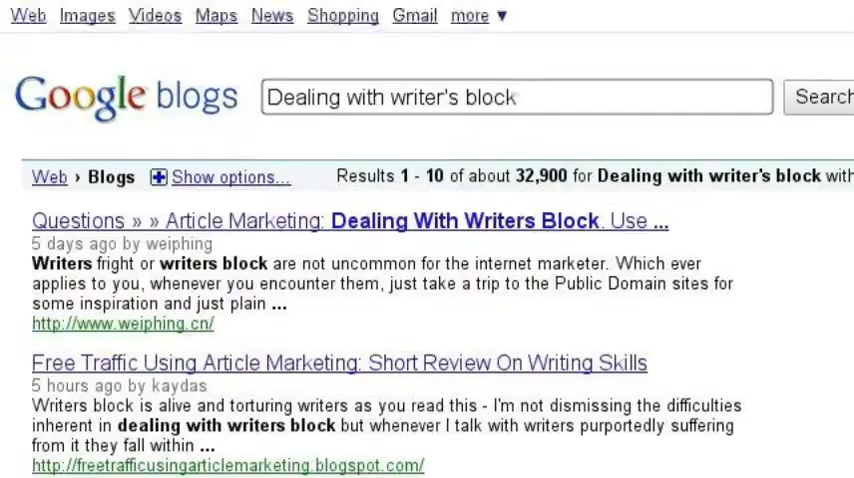 Web Images Videos Maps News Shopping Gmail more ▼
Google blogs Dealing with writer's block Search
Web › Blogs Show options... Results 1 - 10 of about 32,900 for Dealing with writer's block with
Questions » » Article Marketing: Dealing With Writers Block. Use ...
5 days ago by weiphing
Writers fright or writers block are not uncommon for the internet marketer. Which ever
applies to you, whenever you encounter them, just take a trip to the Public Domain sites for
some inspiration and just plain ...
http://www.weiphing.cn/
Free Traffic Using Article Marketing: Short Review On Writing Skills
5 hours ago by kaydas
Writers block is alive and torturing writers as you read this - I'm not dismissing the difficulties
inherent in dealing with writers block but whenever I talk with writers purportedly suffering
from it they fall within ...
http://freetrafficusingarticlemarketing.blogspot.com/